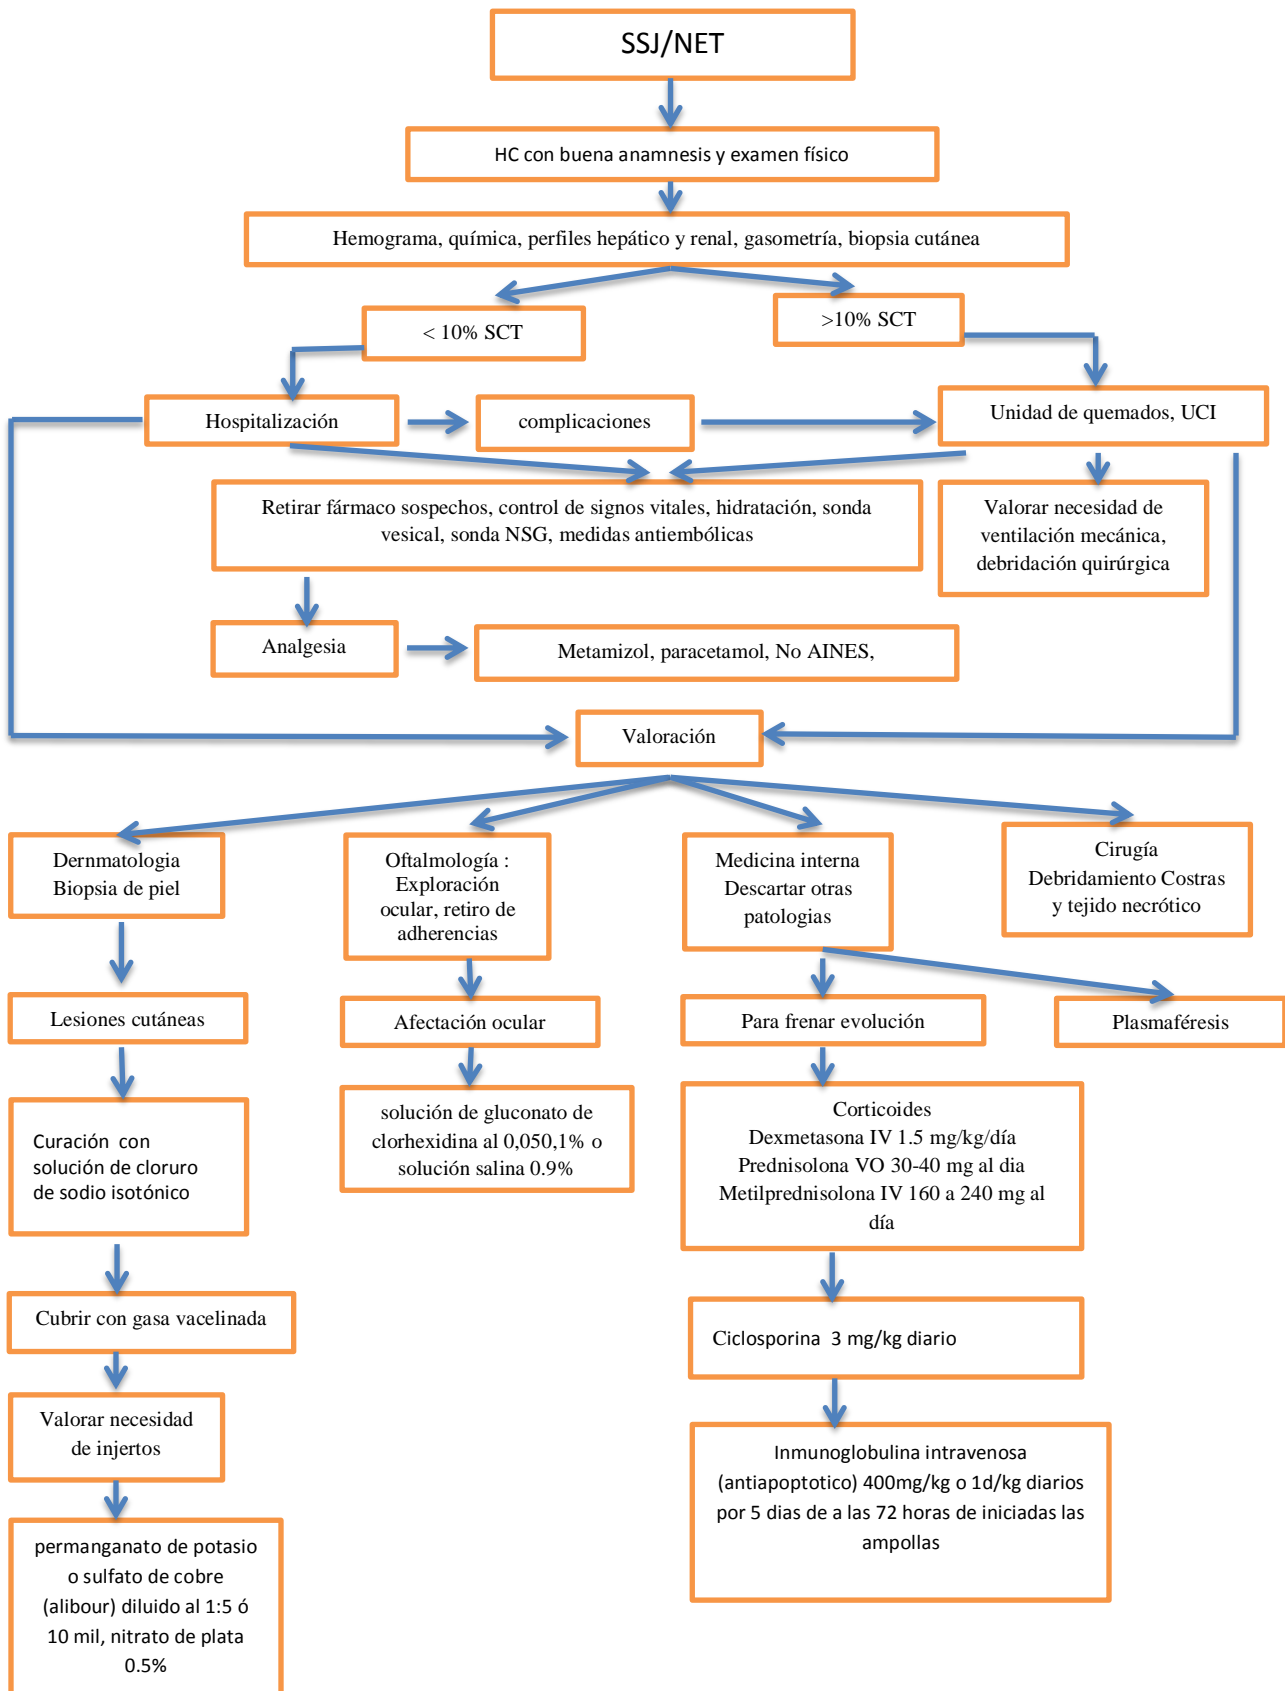 SSJ/NET
HC con buena anamnesis y examen físico
Hemograma, química, perfiles hepático y renal, gasometría, biopsia cutánea
< 10% SCT
>10% SCT
Hospitalización
complicaciones
Unidad de quemados, UCI
Retirar fármaco sospechos, control de signos vitales, hidratación, sonda
vesical, sonda NSG, medidas antiembólicas
Valorar necesidad de
ventilación mecánica,
debridación quirúrgica
Analgesia
Metamizol, paracetamol, No AINES,
Valoración
Dernmatologia
Biopsia de piel
Oftalmología :
Exploración
ocular, retiro de
adherencias
Medicina interna
Descartar otras
patologias
Cirugía
Debridamiento Costras
y tejido necrótico
Lesiones cutáneas
Afectación ocular
Para frenar evolución
Plasmaféresis
Curación con
solución de cloruro
de sodio isotónico
solución de gluconato de
clorhexidina al 0,050,1% o
solución salina 0.9%
Corticoides
Dexmetasona IV 1.5 mg/kg/día
Prednisolona VO 30-40 mg al dia
Metilprednisolona IV 160 a 240 mg al
día
Cubrir con gasa vacelinada
Ciclosporina 3 mg/kg diario
Valorar necesidad
de injertos
Inmunoglobulina intravenosa
(antiapoptotico) 400mg/kg o 1d/kg diarios
por 5 dias de a las 72 horas de iniciadas las
ampollas
permanganato de potasio
o sulfato de cobre
(alibour) diluido al 1:5 ó
10 mil, nitrato de plata
0.5%